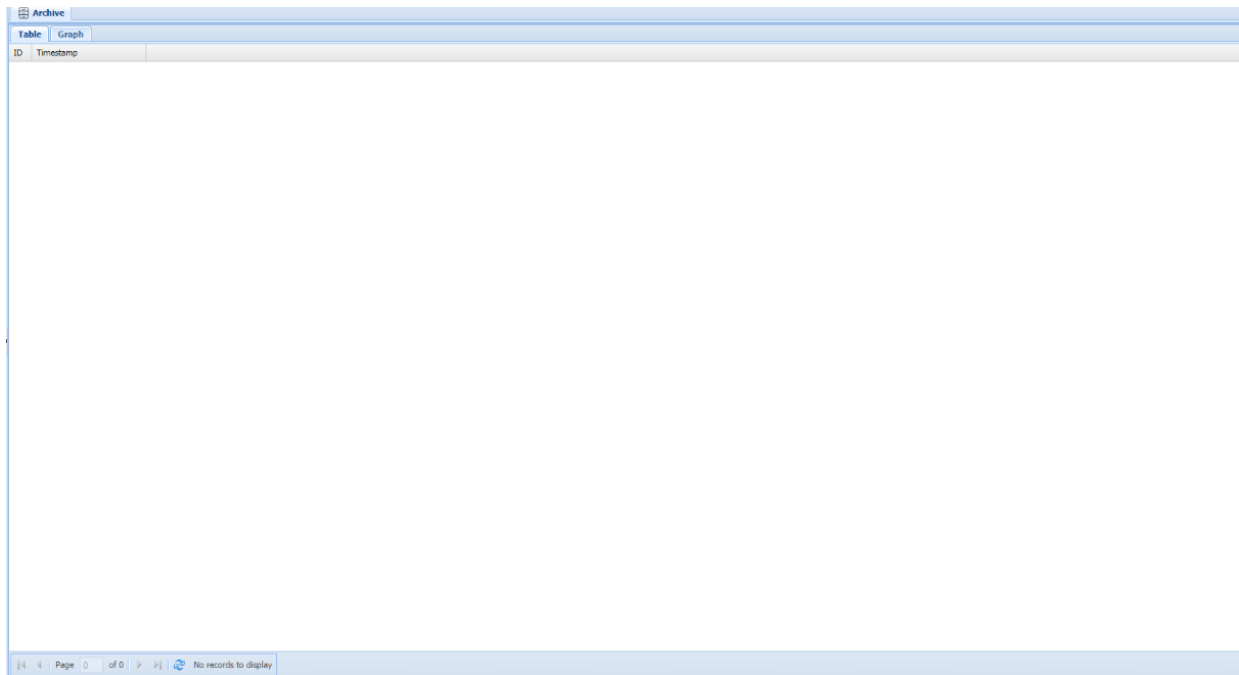 Archive
Table Graph
ID Timestamp
Page 0 of 0 No records to display